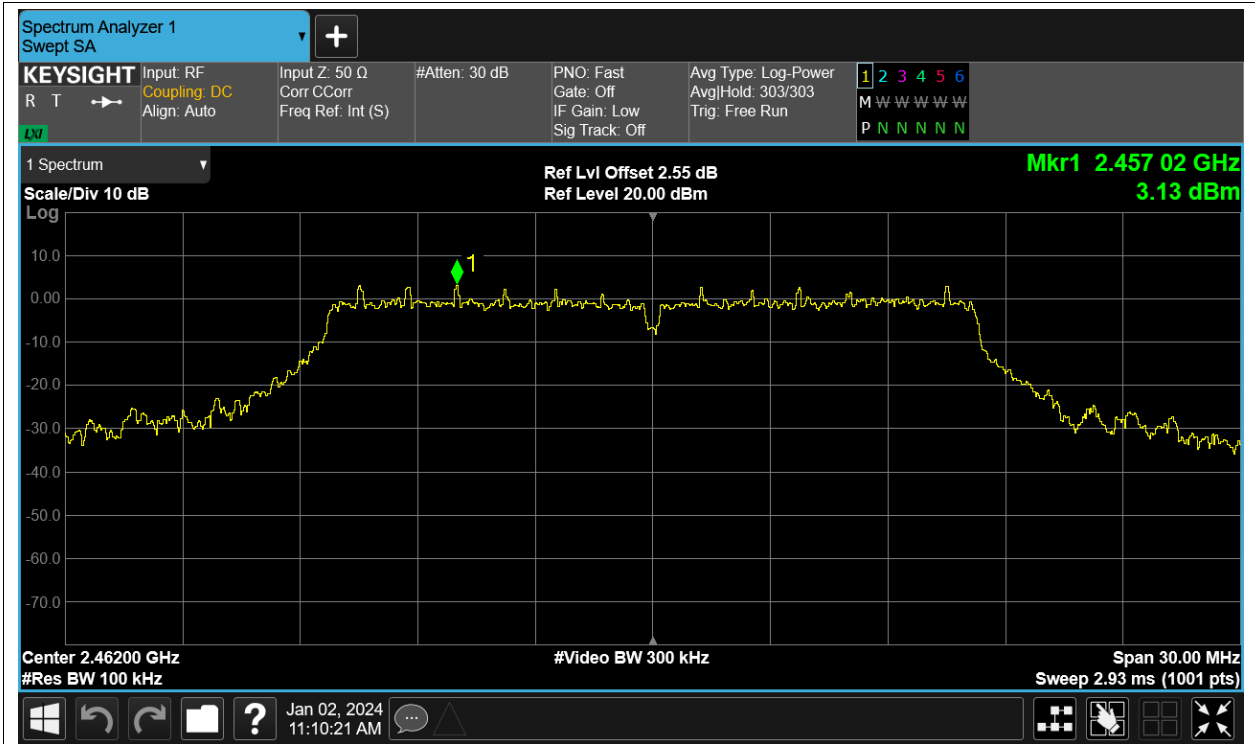 Spectrum Analyzer 1
Swept SA
KEYSIGHT
R T
LXI
Input: RF
Coupling: DC
Align: Auto
Input Z: 50 Ω
Corr CCorr
Freq Ref: Int (S)
#Atten: 30 dB
PNO: Fast
Gate: Off
IF Gain: Low
Sig Track: Off
Avg Type: Log-Power
Avg|Hold: 303/303
Trig: Free Run
1 2 3 4 5 6
M W W W W W
P N N N N N
1 Spectrum
Scale/Div 10 dB
Ref Lvl Offset 2.55 dB
Ref Level 20.00 dBm
Mkr1 2.457 02 GHz
3.13 dBm
Log
10.0
0.00
-10.0
-20.0
-30.0
-40.0
-50.0
-60.0
-70.0
1
Center 2.46200 GHz
#Video BW 300 kHz
Span 30.00 MHz
#Res BW 100 kHz
Sweep 2.93 ms (1001 pts)
?
Jan 02, 2024
11:10:21 AM